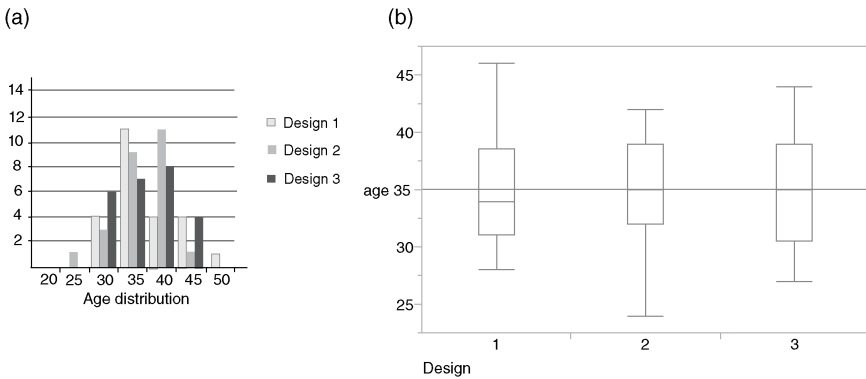 (a)
14
12
10
8
6
4
2
20 25 30 35 40 45 50
Age distribution
Design 1
Design 2
Design 3
(b)
45
40
age 35
30
25
1 2 3
Design